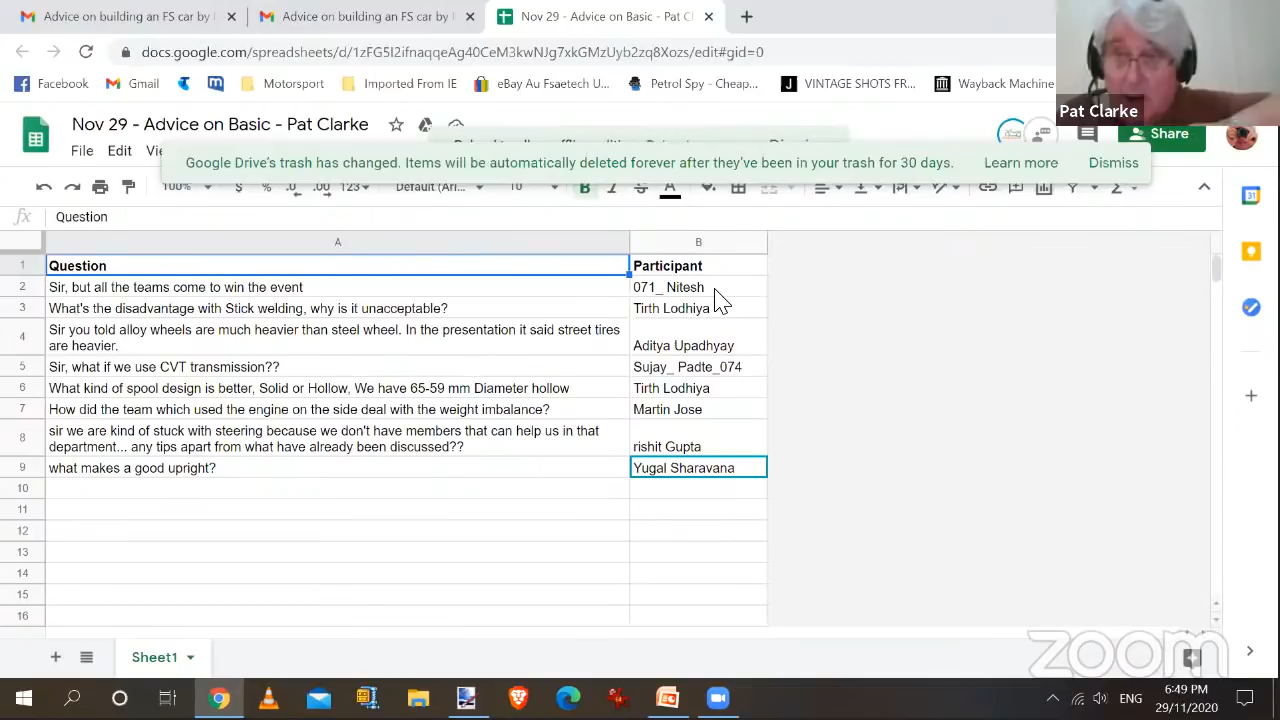 Advice on building an FS car by
Advice on building an FS car by
Nov 29 - Advice on Basic - Pat Cl
docs.google.com/spreadsheets/d/1zFG5I2ifnaqqeAg40CeM3kwNJg7xkGMzUyb2zq8Xozs/edit#gid=0
Facebook
Gmail
Motorsport
Imported From IE
eBay Au Fsaetech U...
Petrol Spy - Cheap...
VINTAGE SHOTS FR...
Wayback Machine
Pat Clarke
Nov 29 - Advice on Basic - Pat Clarke
Share
File Edit Vie
Google Drive's trash has changed. Items will be automatically deleted forever after they've been in your trash for 30 days. Learn more Dismiss
100% $ % .0 .00 123 Default (Ari... 10 B I S A
fx Question
A B
1 Question Participant
2 Sir, but all the teams come to win the event 071_ Nitesh
3 What's the disadvantage with Stick welding, why is it unacceptable? Tirth Lodhiya
4 Sir you told alloy wheels are much heavier than steel wheel. In the presentation it said street tires
are heavier. Aditya Upadhyay
5 Sir, what if we use CVT transmission?? Sujay_ Padte_074
6 What kind of spool design is better, Solid or Hollow, We have 65-59 mm Diameter hollow Tirth Lodhiya
7 How did the team which used the engine on the side deal with the weight imbalance? Martin Jose
8 sir we are kind of stuck with steering because we don't have members that can help us in that
department... any tips apart from what have already been discussed?? rishit Gupta
9 what makes a good upright? Yugal Sharavana
10
11
12
13
14
15
16
Sheet1
zoom
ENG
6:49 PM
29/11/2020